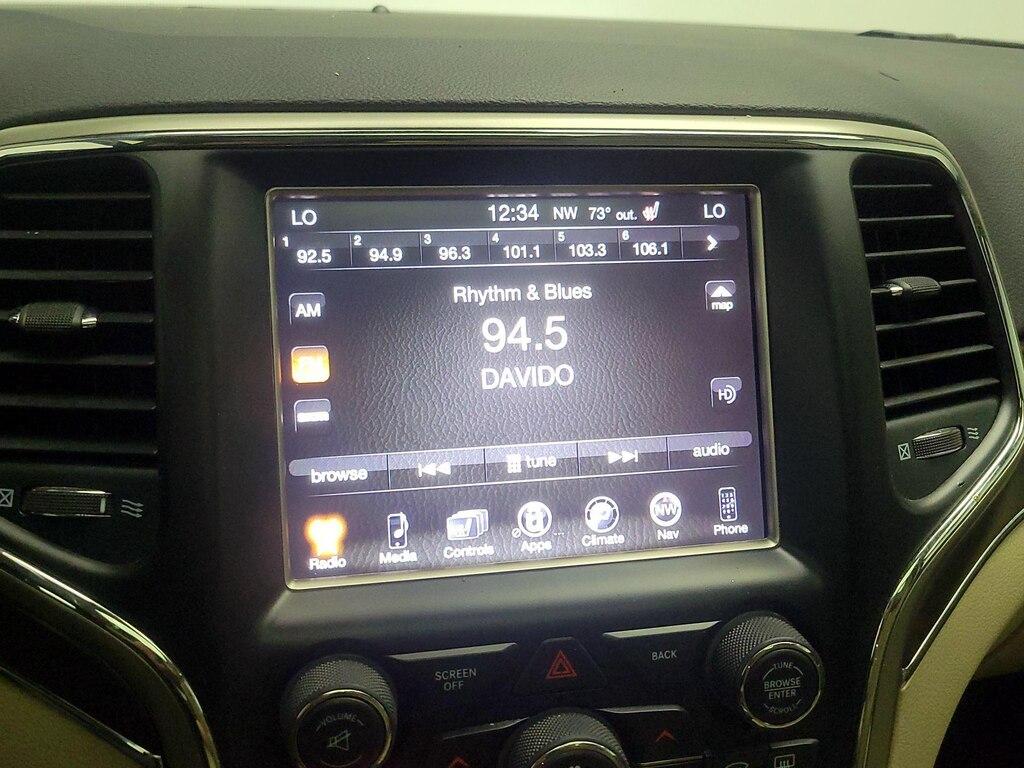 LO 12:34 NW 73° out. LO
1 92.5 2 94.9 3 96.3 4 101.1 5 103.3 6 106.1
Rhythm & Blues
AM
map
94.5
DAVIDO
HD
browse tune audio
Radio Media Controls Apps Climate NW Nav Phone
SCREEN OFF
BACK
VOLUME
TUNE
BROWSE
ENTER
SCROLL